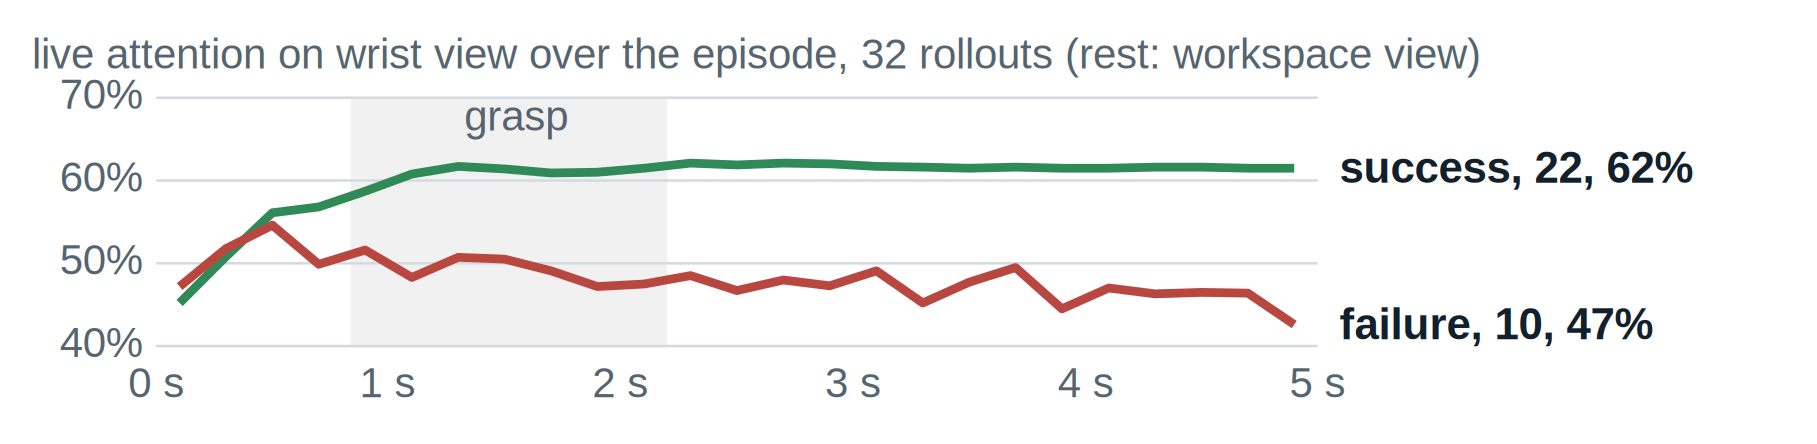 live attention on wrist view over the episode, 32 rollouts (rest: workspace view)
70%
grasp
60%
success, 22, 62%
50%
failure, 10, 47%
40%
0 s 1 s 2 s 3 s 4 s 5 s